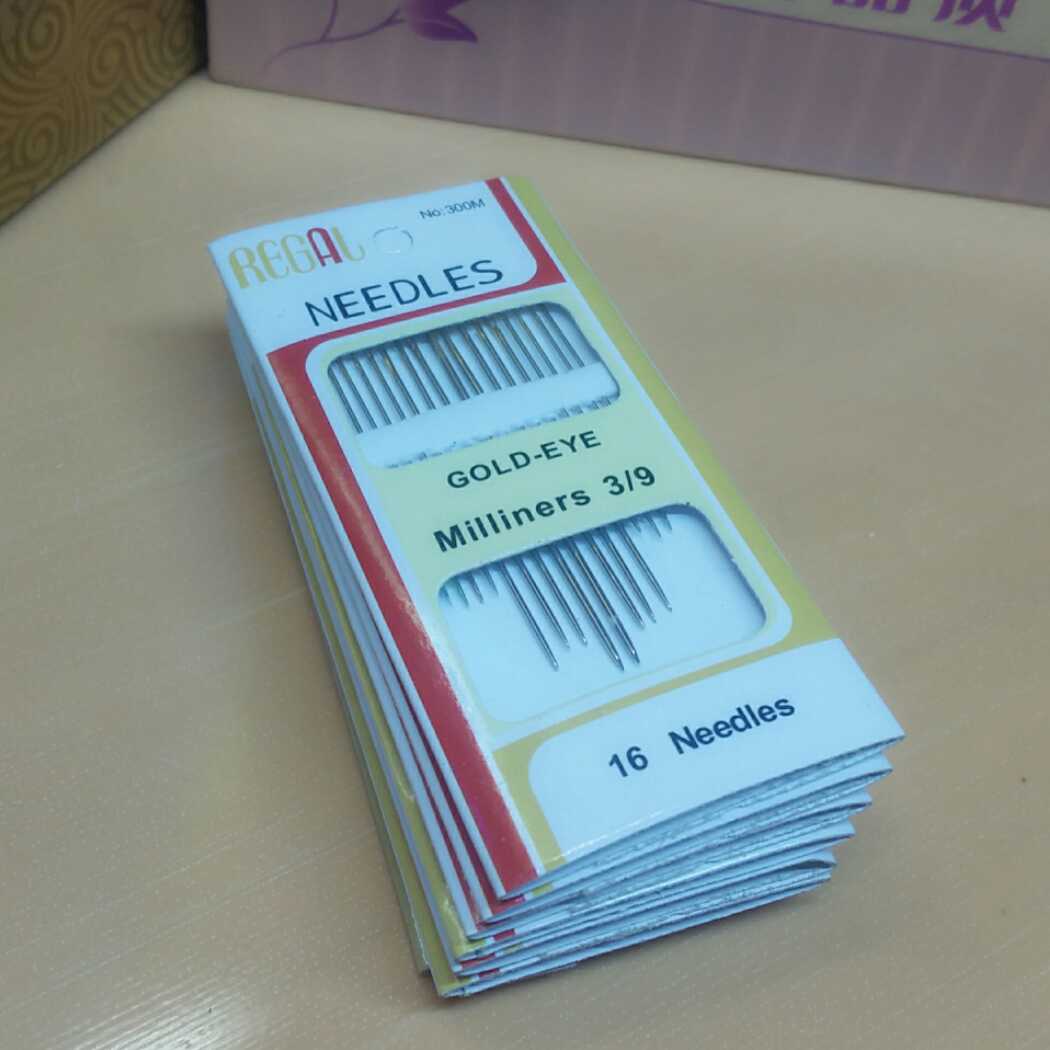 No:300M
REGAL
NEEDLES
GOLD-EYE
Milliners 3/9
16 Needles